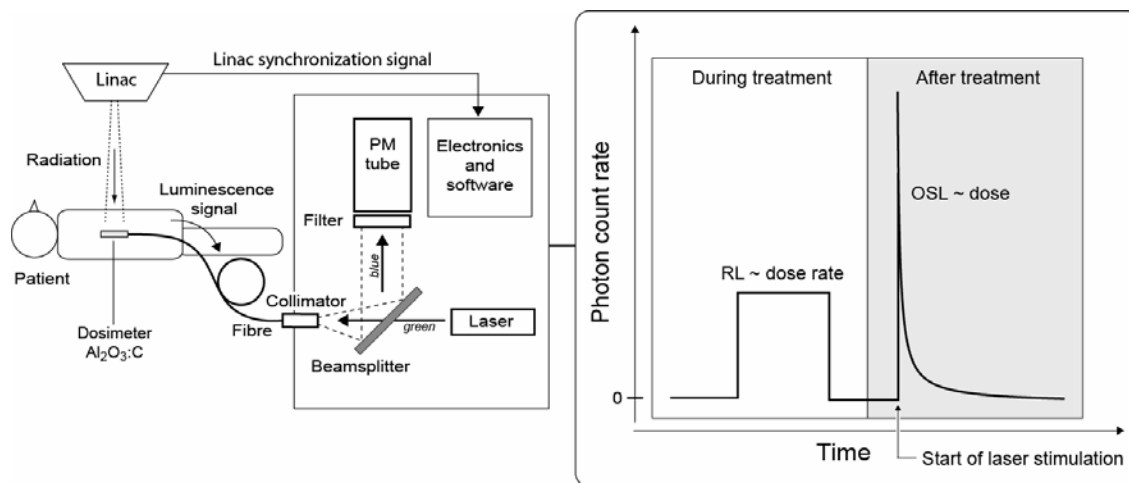 Linac
Linac synchronization signal
Radiation
Luminescence
signal
Patient
Dosimeter
Al₂O₃:C
Fibre
Collimator
PM
tube
Electronics
and
software
Filter
blue
green
Laser
Beamsplitter
Photon count rate
During treatment
After treatment
OSL ~ dose
RL ~ dose rate
0
Time
Start of laser stimulation